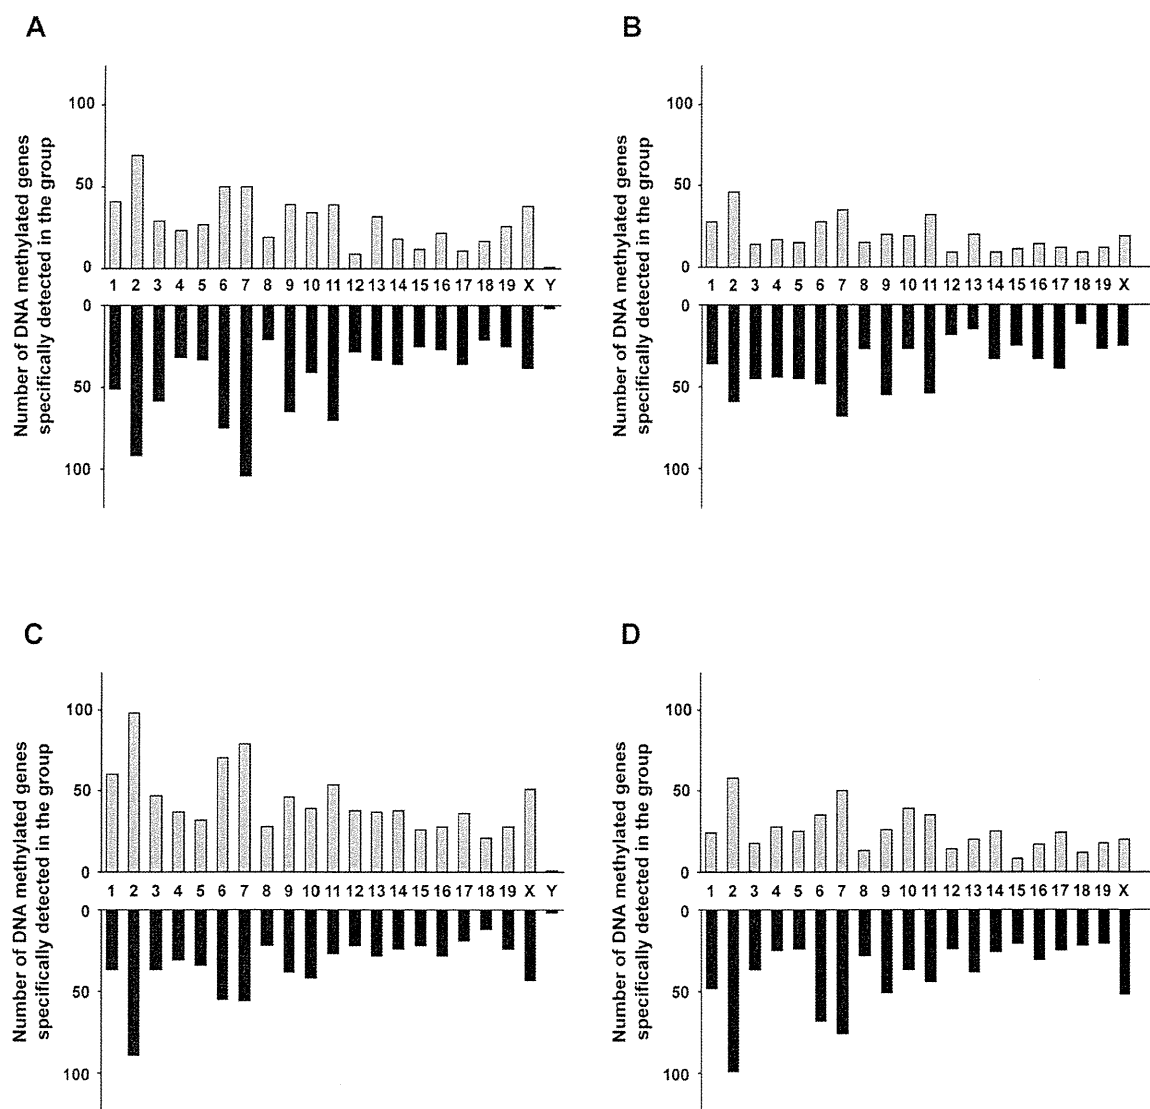 A
Number of DNA methylated genes
specifically detected in the group
100
50
0
1 2 3 4 5 6 7 8 9 10 11 12 13 14 15 16 17 18 19 X Y
0
50
100
B
Number of DNA methylated genes
specifically detected in the group
100
50
0
1 2 3 4 5 6 7 8 9 10 11 12 13 14 15 16 17 18 19 X
0
50
100
C
Number of DNA methylated genes
specifically detected in the group
100
50
0
1 2 3 4 5 6 7 8 9 10 11 12 13 14 15 16 17 18 19 X Y
0
50
100
D
Number of DNA methylated genes
specifically detected in the group
100
50
0
1 2 3 4 5 6 7 8 9 10 11 12 13 14 15 16 17 18 19 X
0
50
100